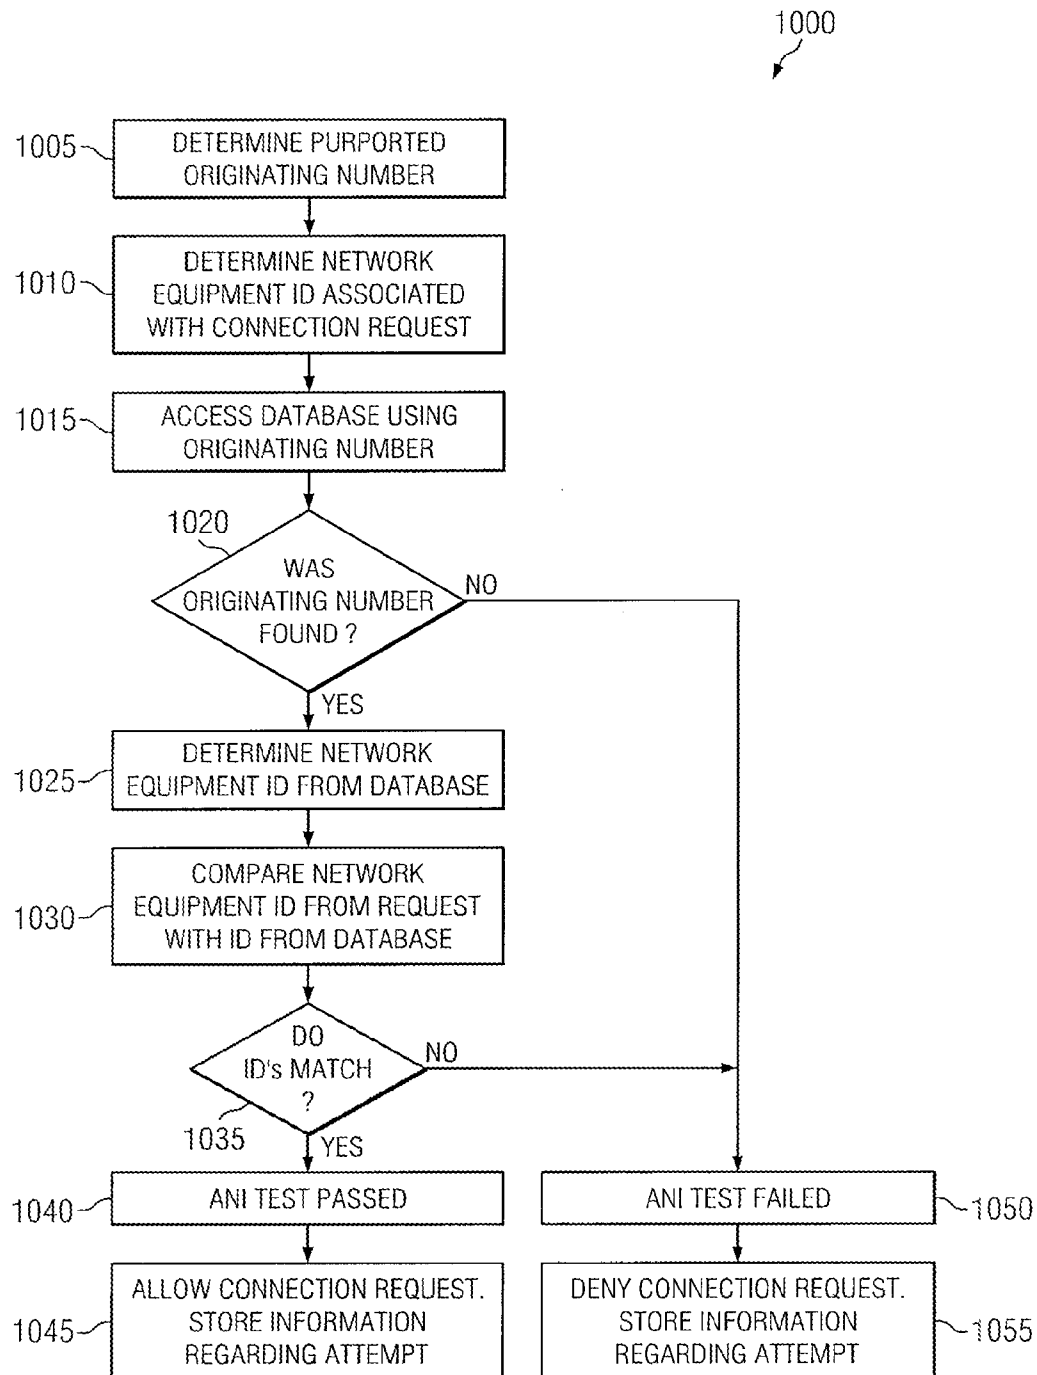 1000
1005
DETERMINE PURPORTED
ORIGINATING NUMBER
1010
DETERMINE NETWORK
EQUIPMENT ID ASSOCIATED
WITH CONNECTION REQUEST
1015
ACCESS DATABASE USING
ORIGINATING NUMBER
1020
WAS
ORIGINATING NUMBER
FOUND ?
NO
YES
1025
DETERMINE NETWORK
EQUIPMENT ID FROM DATABASE
1030
COMPARE NETWORK
EQUIPMENT ID FROM REQUEST
WITH ID FROM DATABASE
DO
ID's MATCH
?
NO
1035
YES
1040
ANI TEST PASSED
ANI TEST FAILED
1050
1045
ALLOW CONNECTION REQUEST.
STORE INFORMATION
REGARDING ATTEMPT
DENY CONNECTION REQUEST.
STORE INFORMATION
REGARDING ATTEMPT
1055